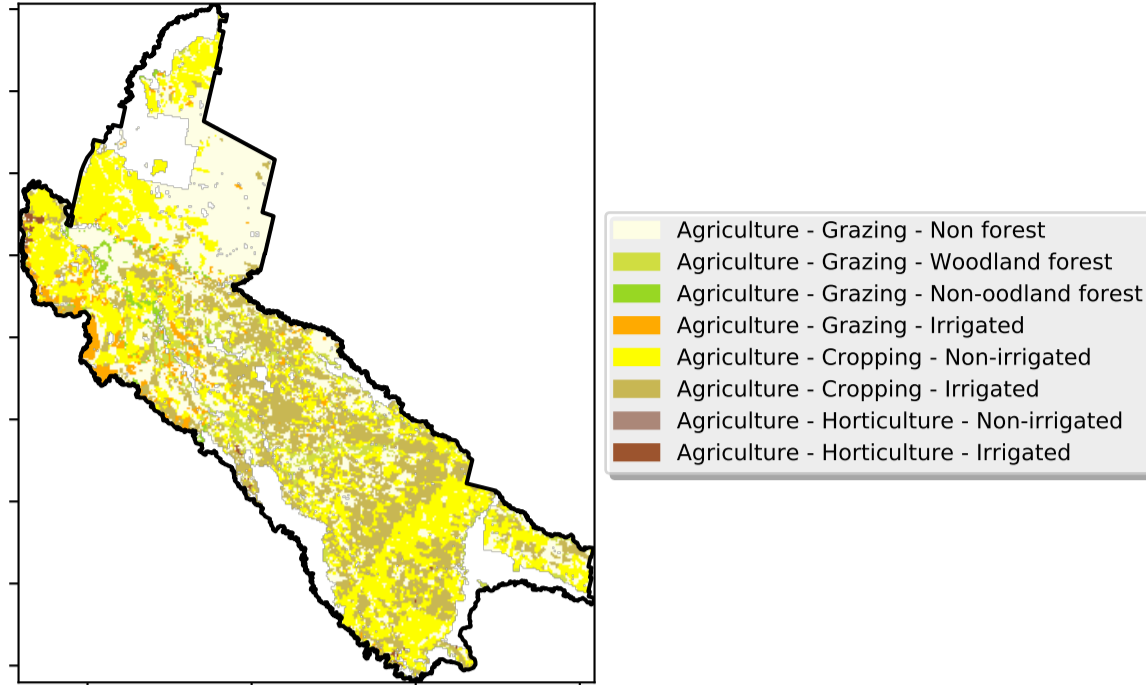 Agriculture - Grazing - Non forest
Agriculture - Grazing - Woodland forest
Agriculture - Grazing - Non-oodland forest
Agriculture - Grazing - Irrigated
Agriculture - Cropping - Non-irrigated
Agriculture - Cropping - Irrigated
Agriculture - Horticulture - Non-irrigated
Agriculture - Horticulture - Irrigated